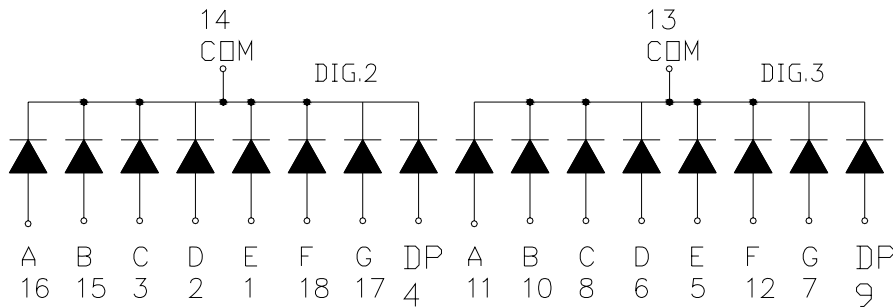 14
COM
DIG.2
13
COM
DIG.3
A B C D E F G DP A B C D E F G DP
16 15 3 2 1 18 17 4 11 10 8 6 5 12 7 9